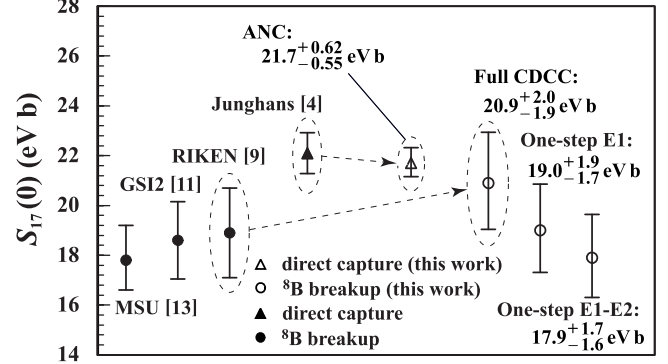 28
26
24
22
20
18
16
14
S₁₇(0) (eV b)
ANC:
21.7 +0.62 −0.55 eV b
Full CDCC:
20.9 +2.0 −1.9 eV b
Junghans [4]
One-step E1:
19.0 +1.9 −1.7 eV b
RIKEN [9]
GSI2 [11]
MSU [13]
direct capture (this work)
⁸B breakup (this work)
direct capture
⁸B breakup
One-step E1-E2:
17.9 +1.7 −1.6 eV b